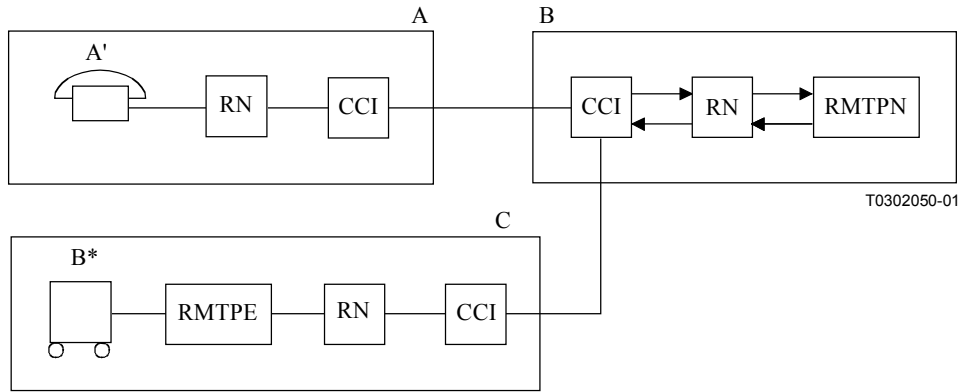 A
B
A'
RN
CCI
CCI
RN
RMTPN
T0302050-01
C
B*
RMTPE
RN
CCI